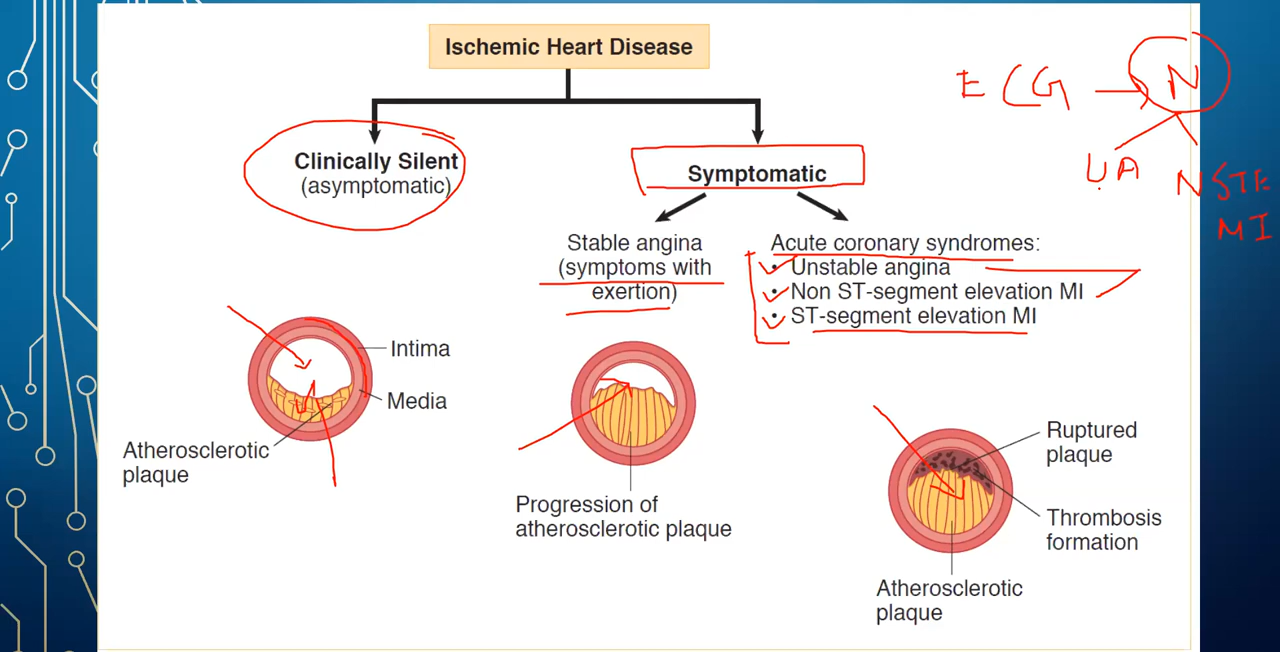 Ischemic Heart Disease
ECG → N
UA
NSTE
MI
Clinically Silent
(asymptomatic)
Symptomatic
Stable angina
(symptoms with
exertion)
Acute coronary syndromes:
• Unstable angina
• Non ST-segment elevation MI
• ST-segment elevation MI
Intima
Media
Atherosclerotic
plaque
Progression of
atherosclerotic plaque
Ruptured
plaque
Thrombosis
formation
Atherosclerotic
plaque